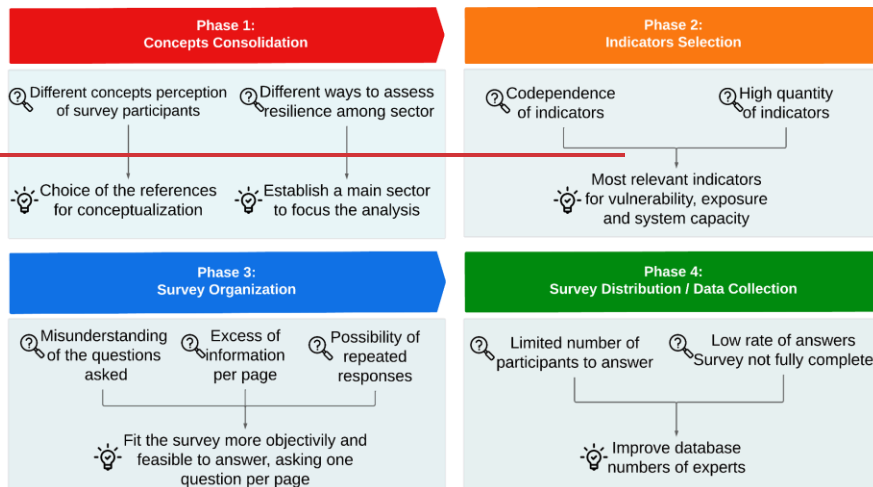 Phase 1:
Concepts Consolidation
Different concepts perception
of survey participants
Different ways to assess
resilience among sector
Choice of the references
for conceptualization
Establish a main sector
to focus the analysis
Phase 2:
Indicators Selection
Codependence
of indicators
High quantity
of indicators
Most relevant indicators
for vulnerability, exposure
and system capacity
Phase 3:
Survey Organization
Misunderstanding
of the questions
asked
Excess of
information
per page
Possibility of
repeated
responses
Fit the survey more objectivily and
feasible to answer, asking one
question per page
Phase 4:
Survey Distribution / Data Collection
Limited number of
participants to answer
Low rate of answers
Survey not fully complete
Improve database
numbers of experts